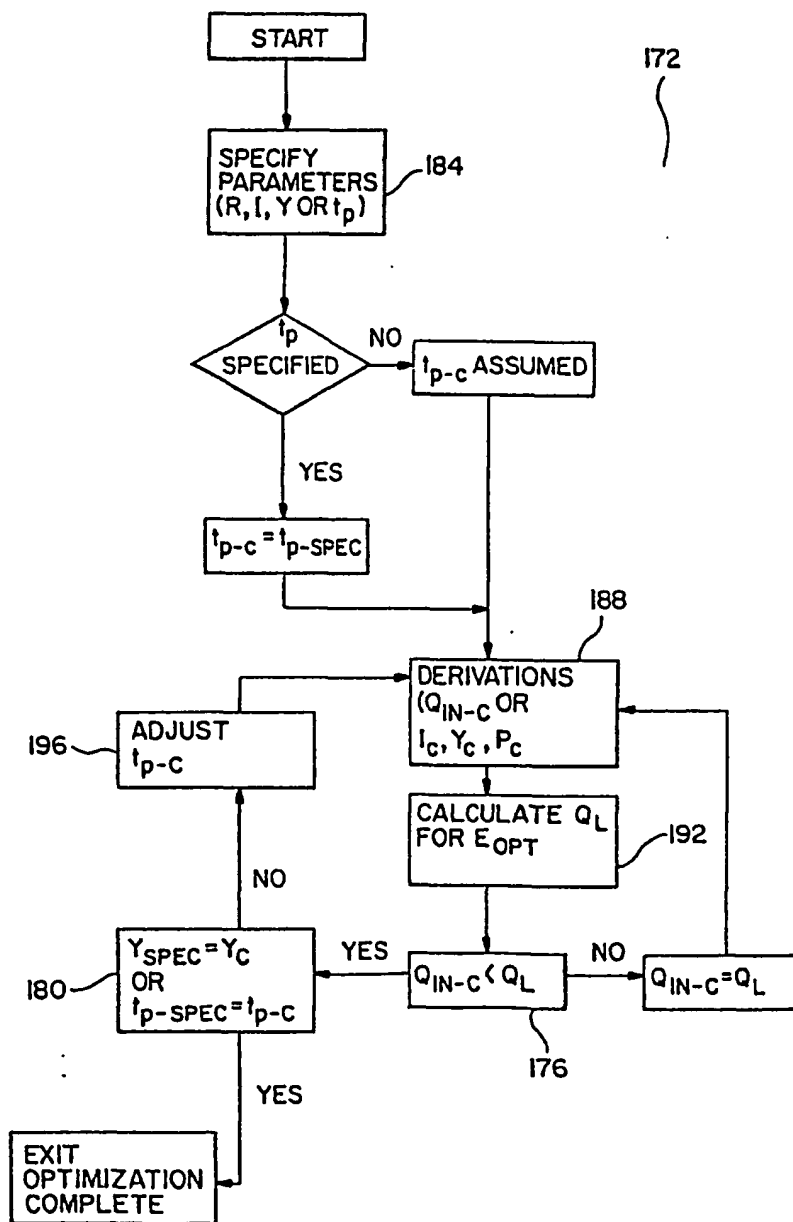 START
172
SPECIFY
PARAMETERS
(R, I, Y OR tp)
184
tp
SPECIFIED
NO
tp-c ASSUMED
YES
tp-c = tp-SPEC
188
DERIVATIONS
(QIN-C OR
IC, YC, PC
ADJUST
tp-c
196
CALCULATE QL
FOR EOPT
192
NO
YSPEC = YC
OR
tp-SPEC = tp-C
180
YES
QIN-C < QL
NO
QIN-C = QL
176
YES
EXIT
OPTIMIZATION
COMPLETE